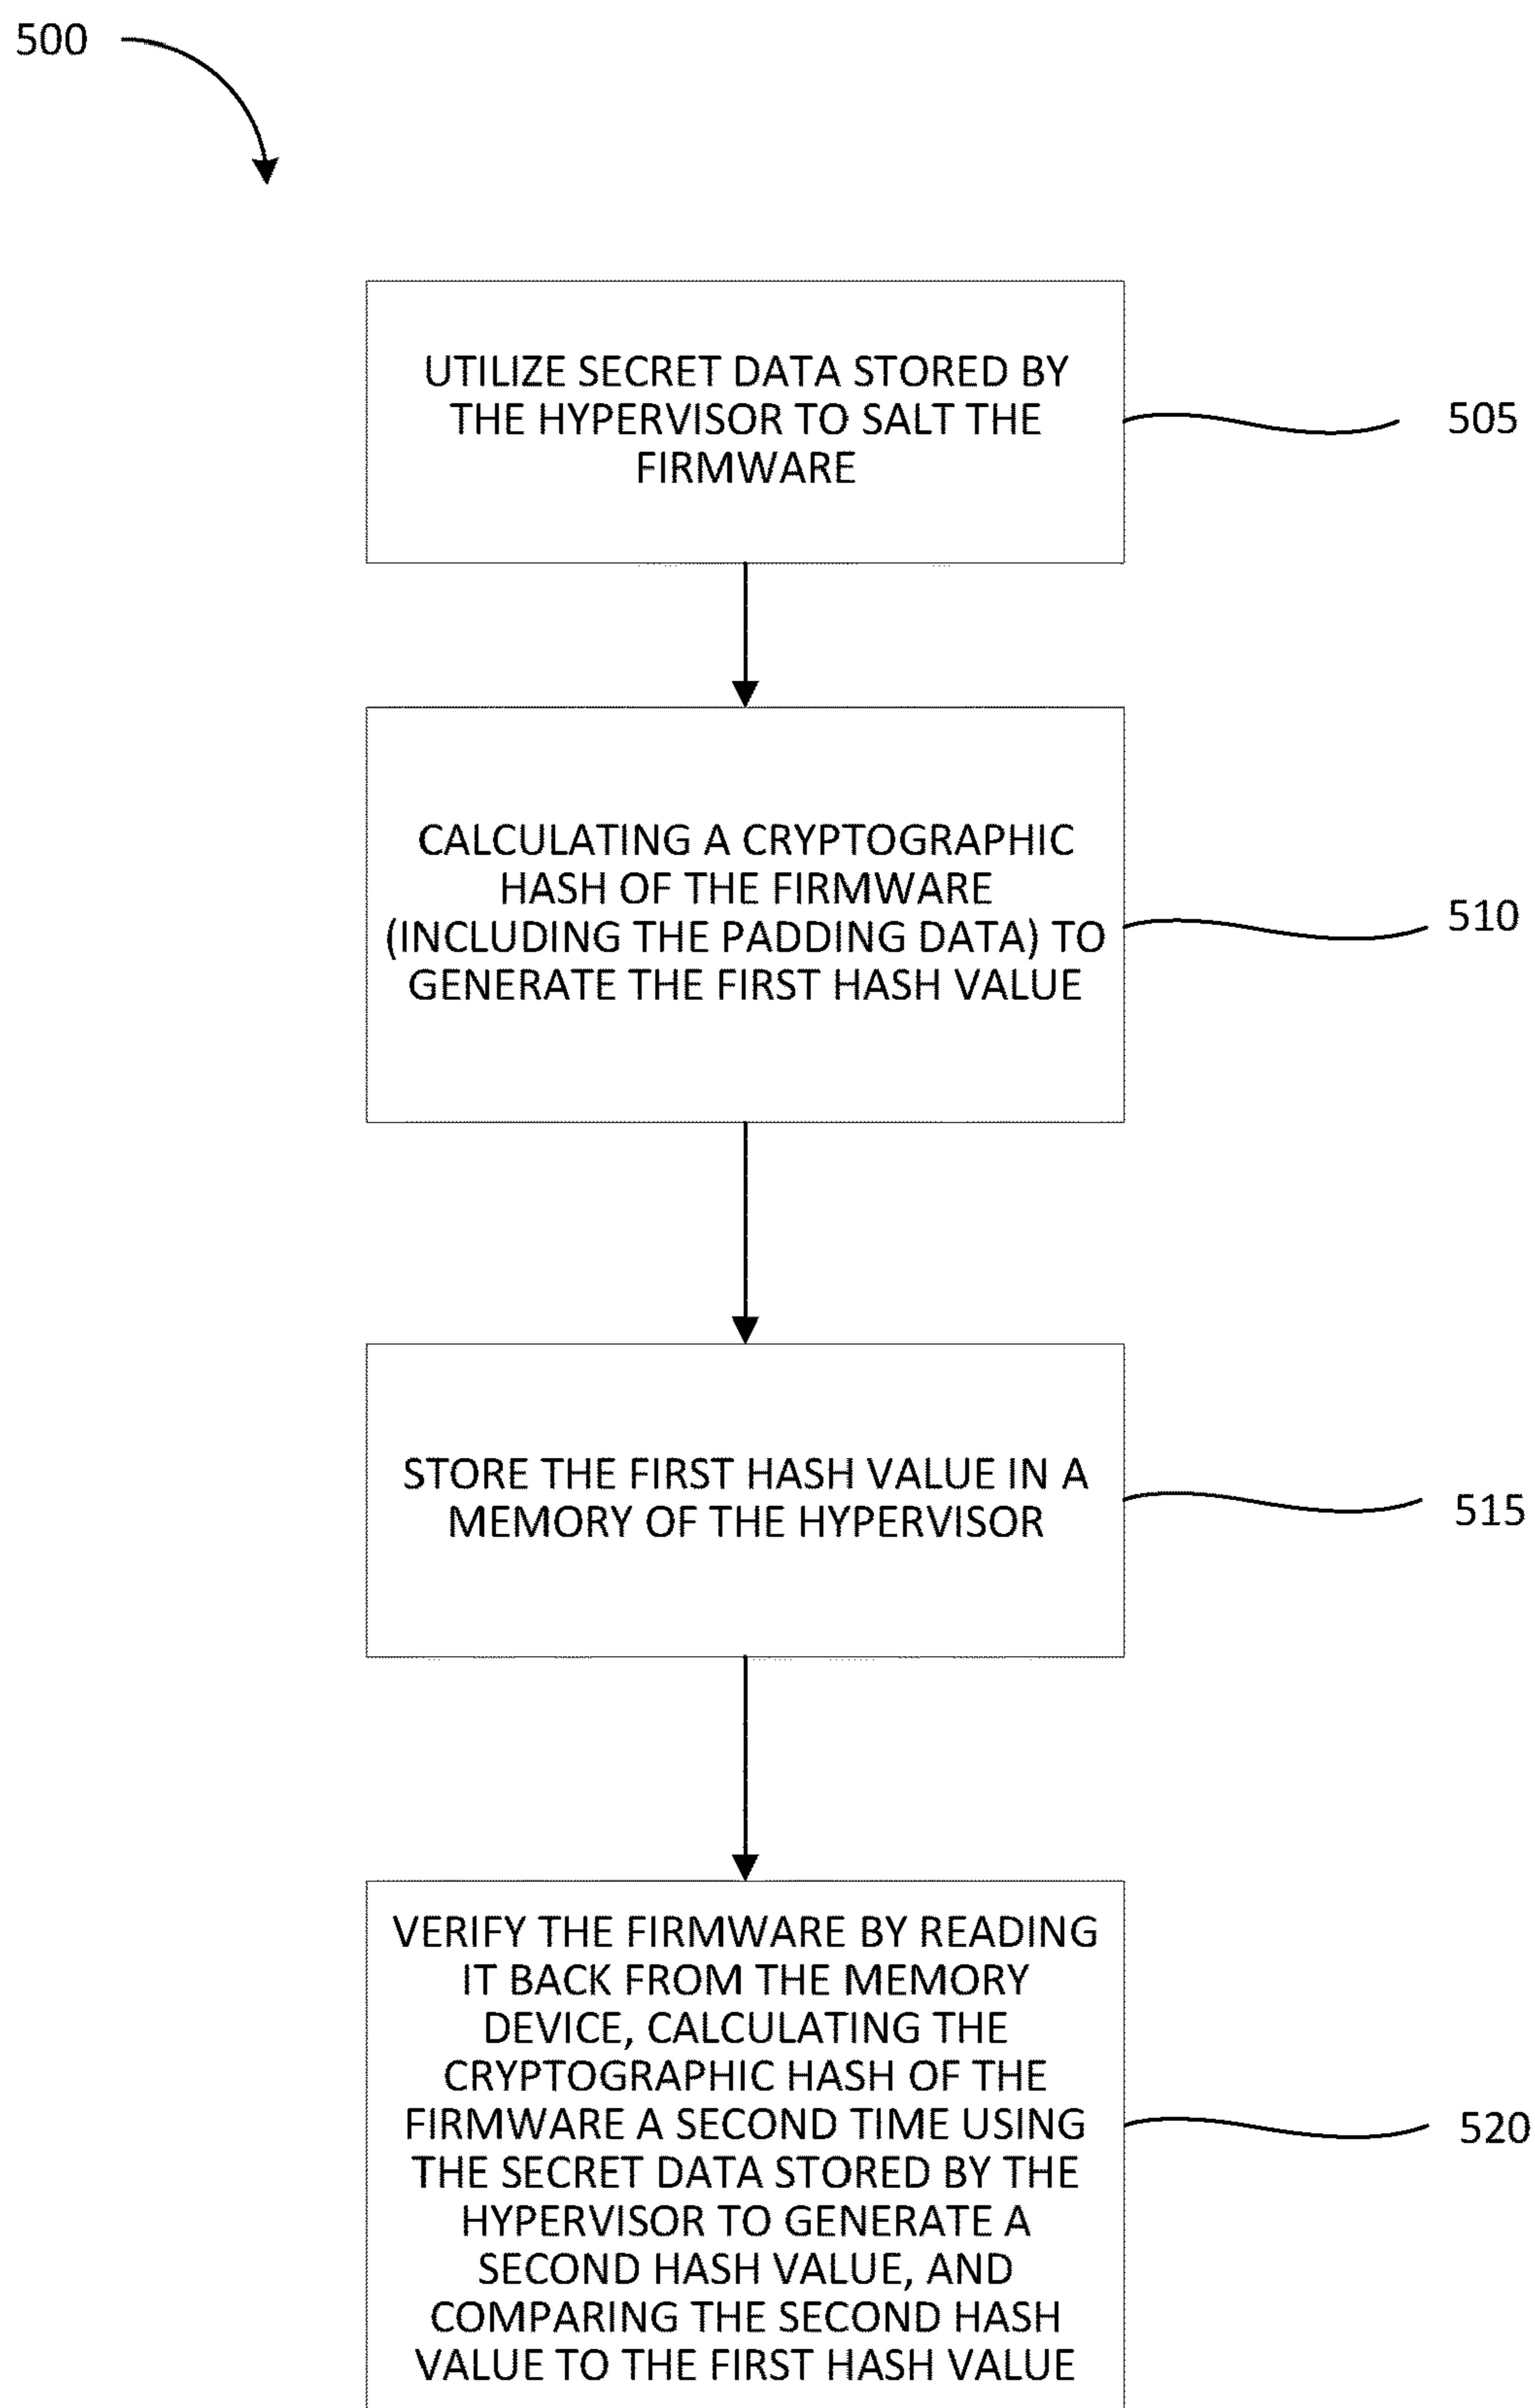 500
UTILIZE SECRET DATA STORED BY
THE HYPERVISOR TO SALT THE
FIRMWARE
505
CALCULATING A CRYPTOGRAPHIC
HASH OF THE FIRMWARE
(INCLUDING THE PADDING DATA) TO
GENERATE THE FIRST HASH VALUE
510
STORE THE FIRST HASH VALUE IN A
MEMORY OF THE HYPERVISOR
515
VERIFY THE FIRMWARE BY READING
IT BACK FROM THE MEMORY
DEVICE, CALCULATING THE
CRYPTOGRAPHIC HASH OF THE
FIRMWARE A SECOND TIME USING
THE SECRET DATA STORED BY THE
HYPERVISOR TO GENERATE A
SECOND HASH VALUE, AND
COMPARING THE SECOND HASH
VALUE TO THE FIRST HASH VALUE
520